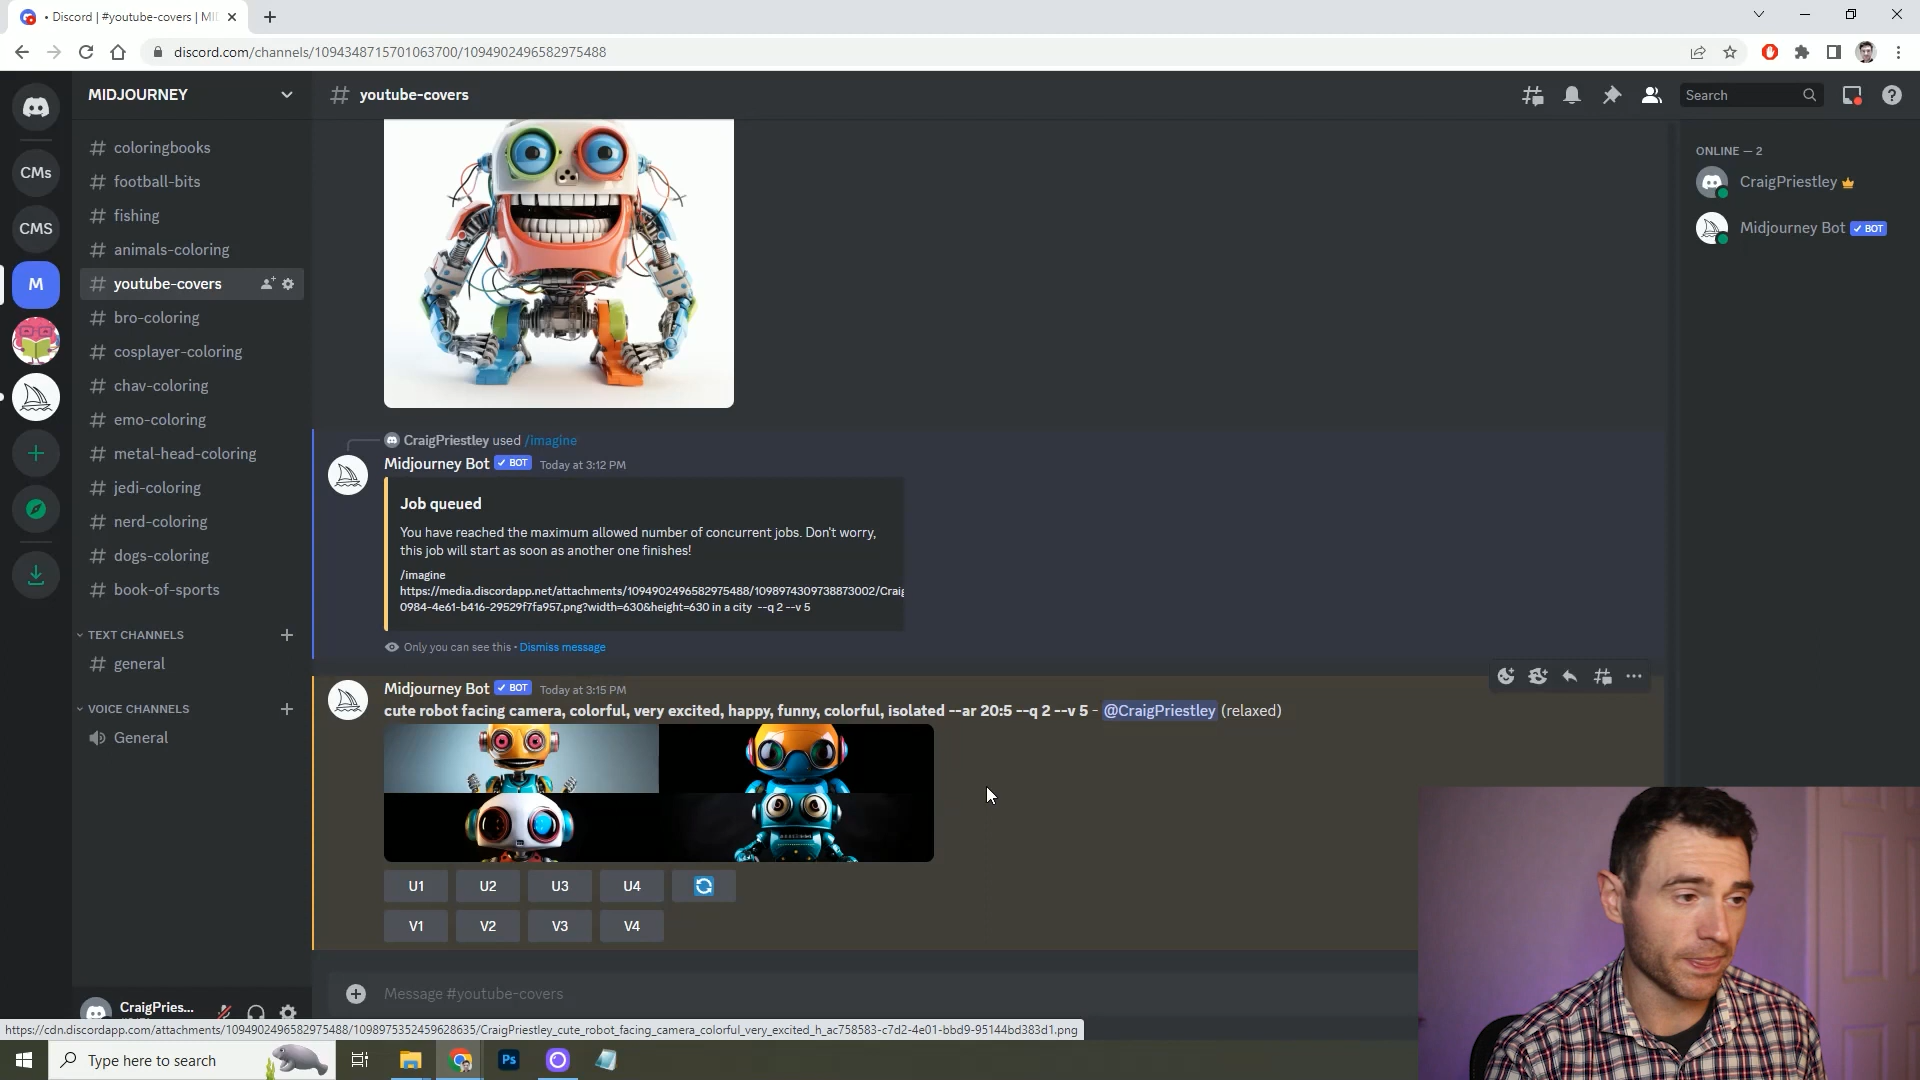 • Discord | #youtube-covers | MI
discord.com/channels/1094348715701063700/1094902496582975488
MIDJOURNEY
youtube-covers
Search
CMs
CMS
M
coloringbooks
football-bits
fishing
animals-coloring
youtube-covers
bro-coloring
cosplayer-coloring
chav-coloring
emo-coloring
metal-head-coloring
jedi-coloring
nerd-coloring
dogs-coloring
book-of-sports
TEXT CHANNELS
general
VOICE CHANNELS
General
CraigPries...
CraigPriestley used /imagine
Midjourney Bot ✓ BOT Today at 3:12 PM
Job queued
You have reached the maximum allowed number of concurrent jobs. Don't worry,
this job will start as soon as another one finishes!
/imagine
https://media.discordapp.net/attachments/1094902496582975488/1098974309738873002/Craig
0984-4e61-b416-29529f7fa957.png?width=630&height=630 in a city --q 2 --v 5
Only you can see this • Dismiss message
Midjourney Bot ✓ BOT Today at 3:15 PM
cute robot facing camera, colorful, very excited, happy, funny, colorful, isolated --ar 20:5 --q 2 --v 5 - @CraigPriestley (relaxed)
U1 U2 U3 U4
V1 V2 V3 V4
Message #youtube-covers
ONLINE — 2
CraigPriestley
Midjourney Bot ✓ BOT
https://cdn.discordapp.com/attachments/1094902496582975488/1098975352459628635/CraigPriestley_cute_robot_facing_camera_colorful_very_excited_h_ac758583-c7d2-4e01-bbd9-95144bd383d1.png
Type here to search
Ps